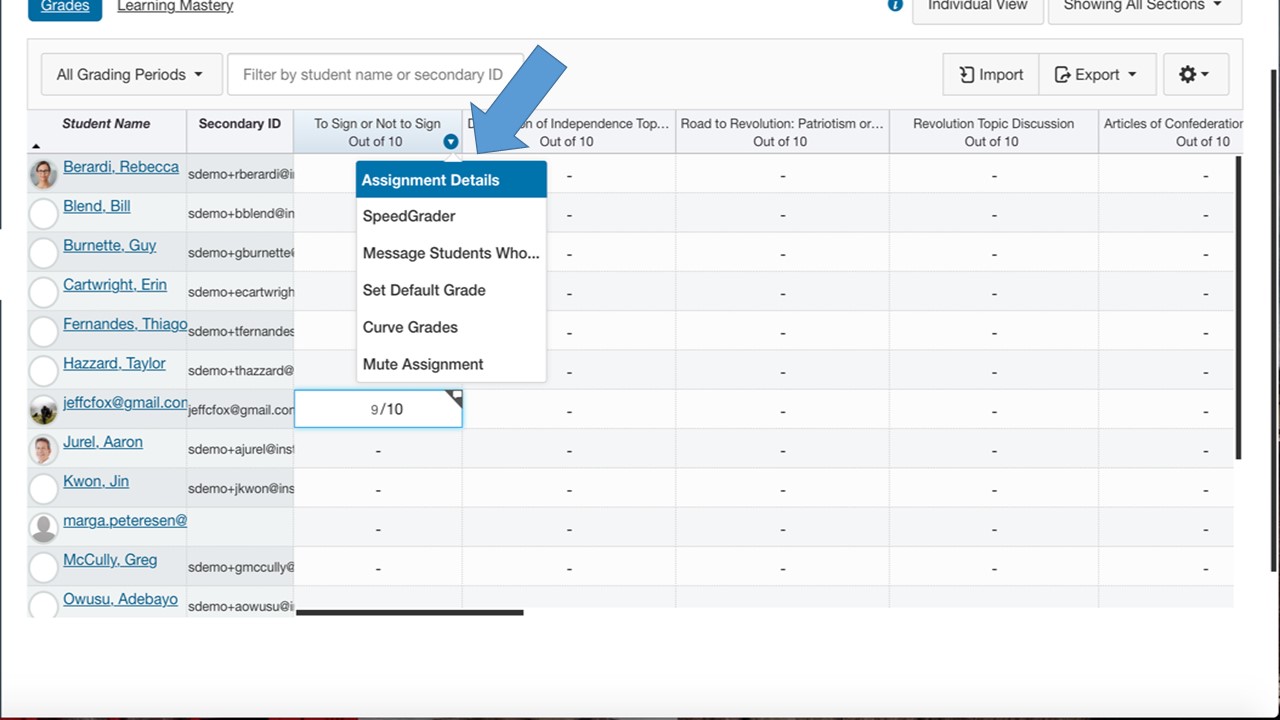 Grades Learning Mastery i Individual View Showing All Sections
All Grading Periods Filter by student name or secondary ID Import Export
Student Name Secondary ID To Sign or Not to Sign of Independence Top... Road to Revolution: Patriotism or... Revolution Topic Discussion Articles of Confederation
Out of 10 Out of 10 Out of 10 Out of 10 Out of 10
Berardi, Rebecca sdemo+rberardi@i - - - -
Assignment Details
Blend, Bill sdemo+bblend@in - - - -
SpeedGrader
Burnette, Guy sdemo+gburnette@ - - - -
Message Students Who...
Cartwright, Erin sdemo+ecartwrigh - - - -
Set Default Grade
Fernandes, Thiago sdemo+tfernandes - - - -
Curve Grades
Hazzard, Taylor sdemo+thazzard@ - - - -
Mute Assignment
jeffcfox@gmail.con jeffcfox@gmail.con 9/10 - - - -
Jurel, Aaron sdemo+ajurel@inst - - - - -
Kwon, Jin sdemo+jkwon@ins - - - - -
marga.peteresen@ - - - - -
McCully, Greg sdemo+gmccully@ - - - - -
Owusu, Adebayo sdemo+aowusu@i